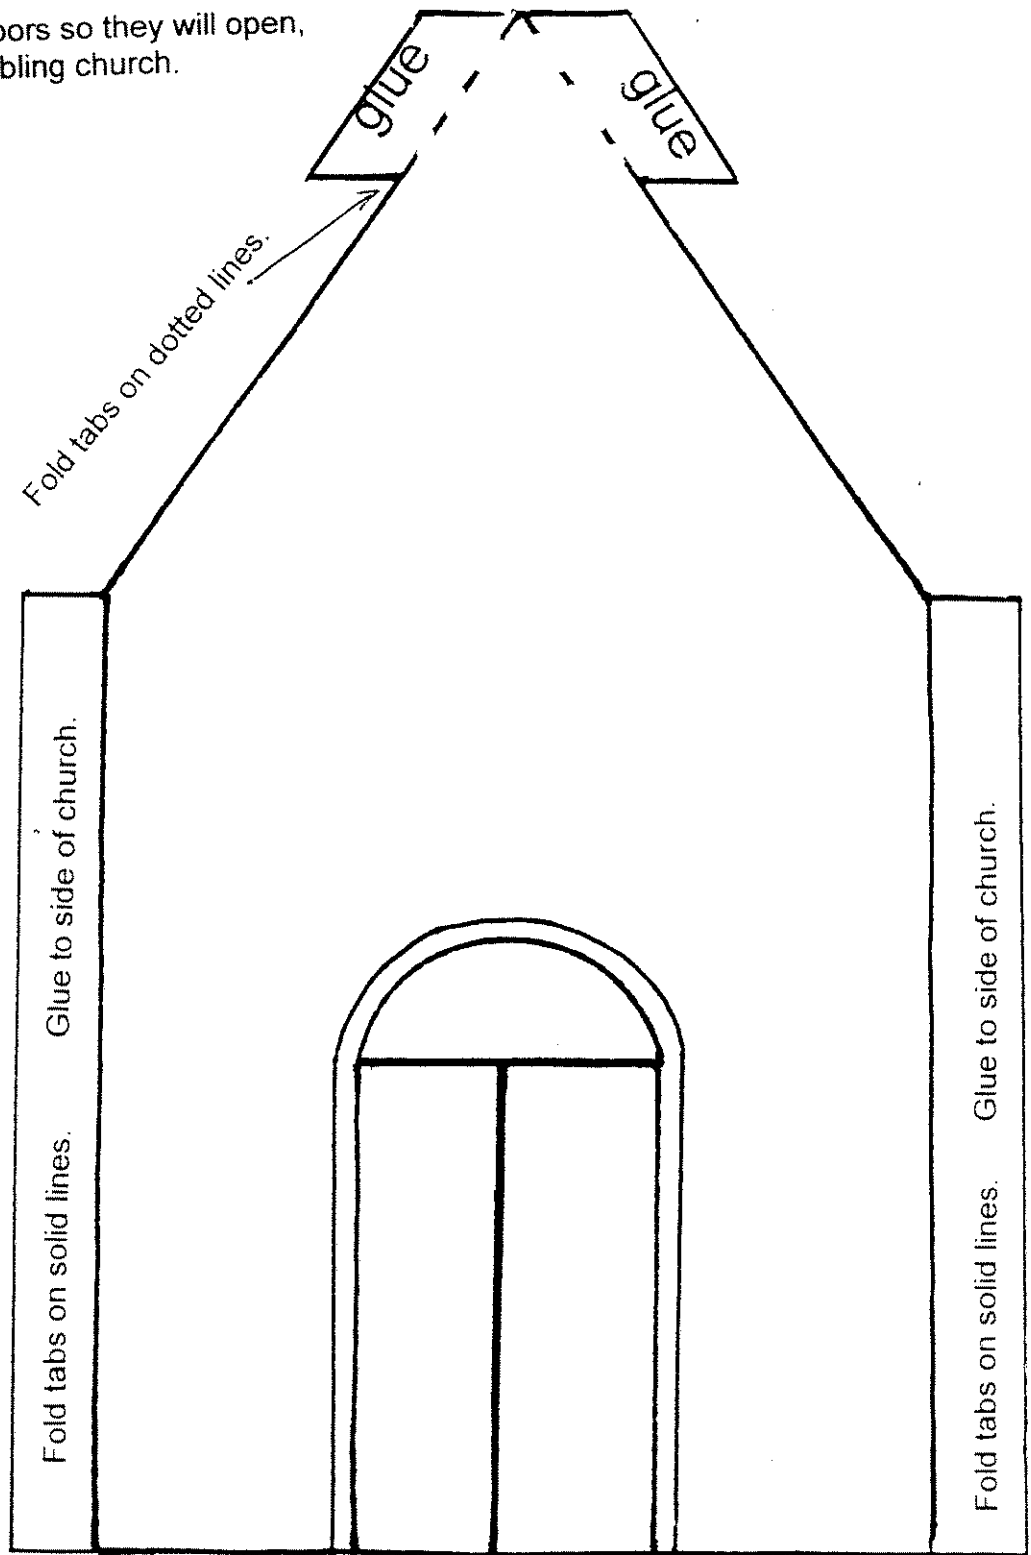 oors so they will open,
bling church.
glue
glue
Fold tabs on dotted lines.
Fold tabs on solid lines. Glue to side of church.
Fold tabs on solid lines. Glue to side of church.